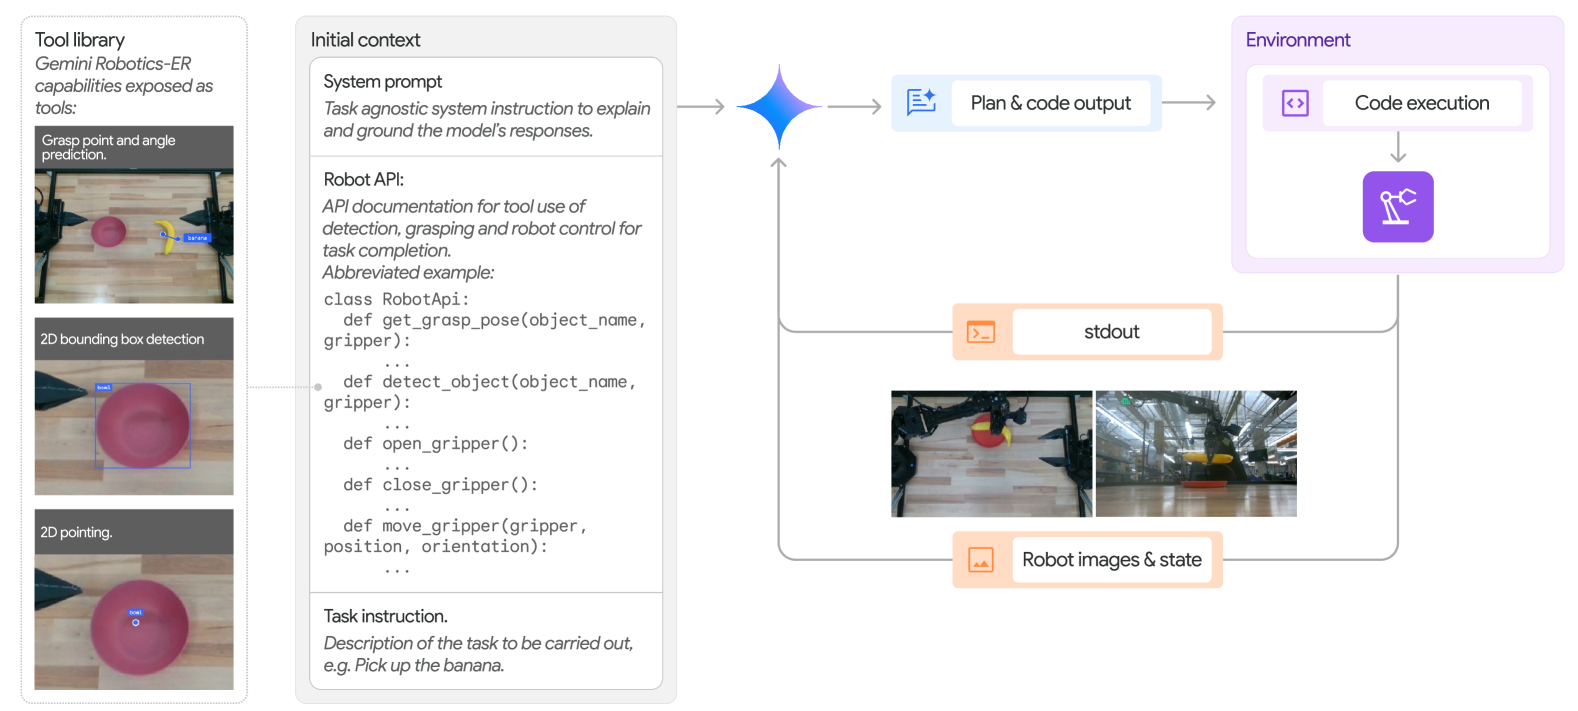 Tool library
Gemini Robotics-ER
capabilities exposed as
tools:
Grasp point and angle
prediction.
banana
2D bounding box detection
bowl
2D pointing.
bowl
Initial context
System prompt
Task agnostic system instruction to explain
and ground the model's responses.
Robot API:
API documentation for tool use of
detection, grasping and robot control for
task completion.
Abbreviated example:
class RobotApi:
  def get_grasp_pose(object_name,
gripper):
      ...
  def detect_object(object_name,
gripper):
      ...
  def open_gripper():
      ...
  def close_gripper():
      ...
  def move_gripper(gripper,
position, orientation):
      ...
Task instruction.
Description of the task to be carried out,
e.g. Pick up the banana.
Plan & code output
Environment
Code execution
stdout
Robot images & state